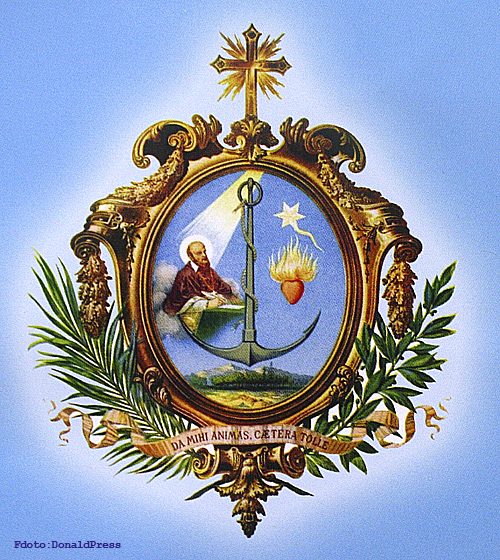 DA MIHI ANIMAS, CÆTERA TOLLE
Fdoto:DonaldPress